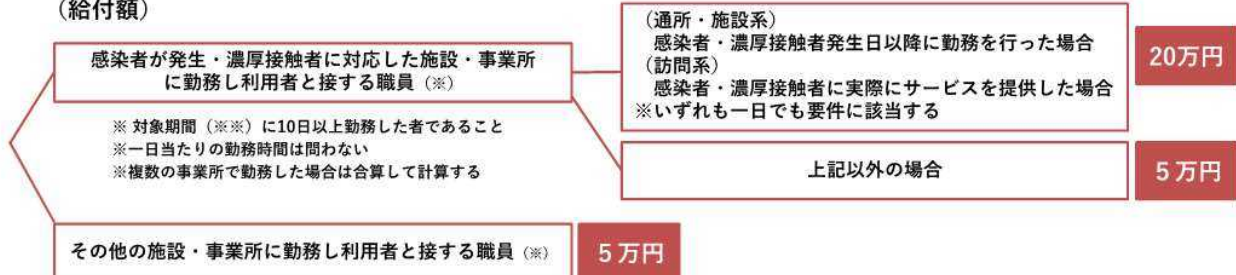 （給付額）
感染者が発生・濃厚接触者に対応した施設・事業所
に勤務し利用者と接する職員（※）
※ 対象期間（※※）に10日以上勤務した者であること
※一日当たりの勤務時間は問わない
※複数の事業所で勤務した場合は合算して計算する
（通所・施設系）
感染者・濃厚接触者発生日以降に勤務を行った場合
（訪問系）
感染者・濃厚接触者に実際にサービスを提供した場合
※いずれも一日でも要件に該当する
20万円
上記以外の場合
５万円
その他の施設・事業所に勤務し利用者と接する職員（※）
５万円